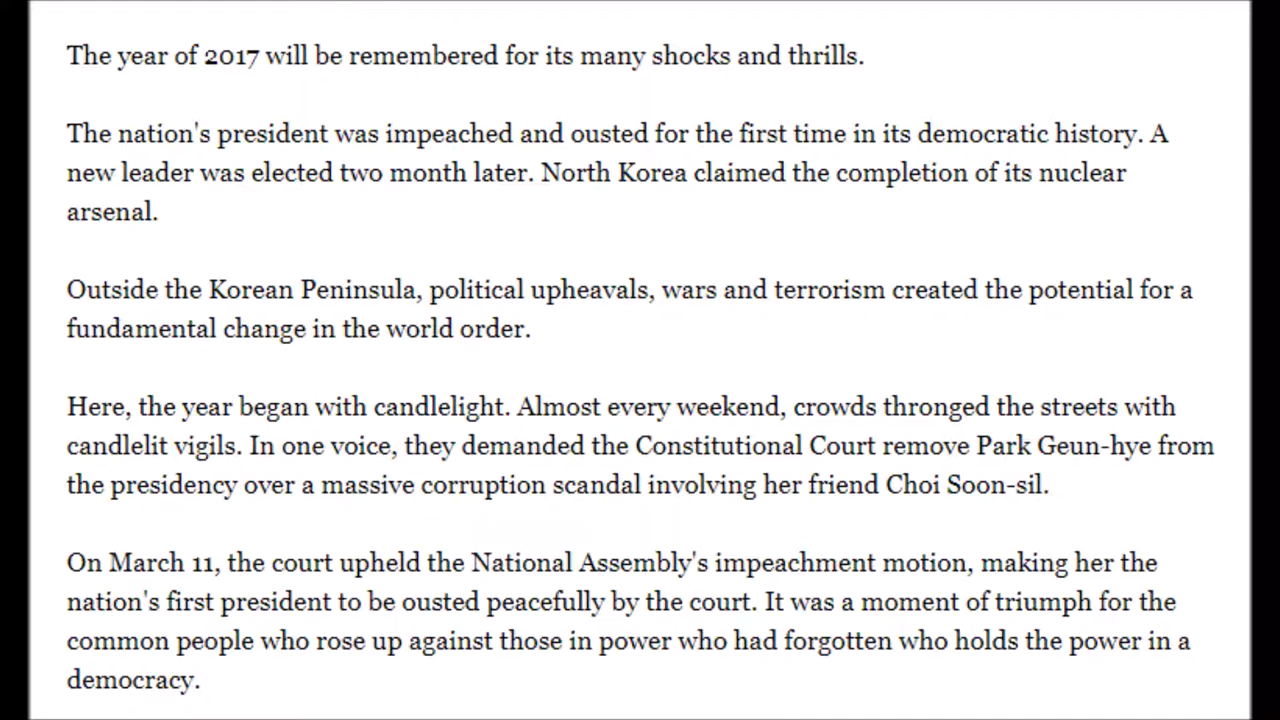 The year of 2017 will be remembered for its many shocks and thrills.
The nation's president was impeached and ousted for the first time in its democratic history. A
new leader was elected two month later. North Korea claimed the completion of its nuclear
arsenal.
Outside the Korean Peninsula, political upheavals, wars and terrorism created the potential for a
fundamental change in the world order.
Here, the year began with candlelight. Almost every weekend, crowds thronged the streets with
candlelit vigils. In one voice, they demanded the Constitutional Court remove Park Geun-hye from
the presidency over a massive corruption scandal involving her friend Choi Soon-sil.
On March 11, the court upheld the National Assembly's impeachment motion, making her the
nation's first president to be ousted peacefully by the court. It was a moment of triumph for the
common people who rose up against those in power who had forgotten who holds the power in a
democracy.